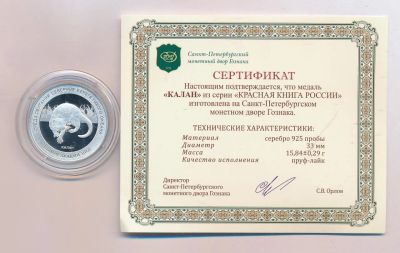 Санкт-Петербургский
монетный двор Гознака
СЕРТИФИКАТ
Настоящим подтверждается, что медаль
«КАЛАН» из серии «КРАСНАЯ КНИГА РОССИИ»
изготовлена на Санкт-Петербургском
монетном дворе Гознака.
ТЕХНИЧЕСКИЕ ХАРАКТЕРИСТИКИ:
Материал серебро 925 пробы
Диаметр 33 мм
Масса 15,84±0,29 г
Качество исполнения пруф-лайк
Директор
Санкт-Петербургского
монетного двора Гознака
С.В. Орлов
КАЛАН